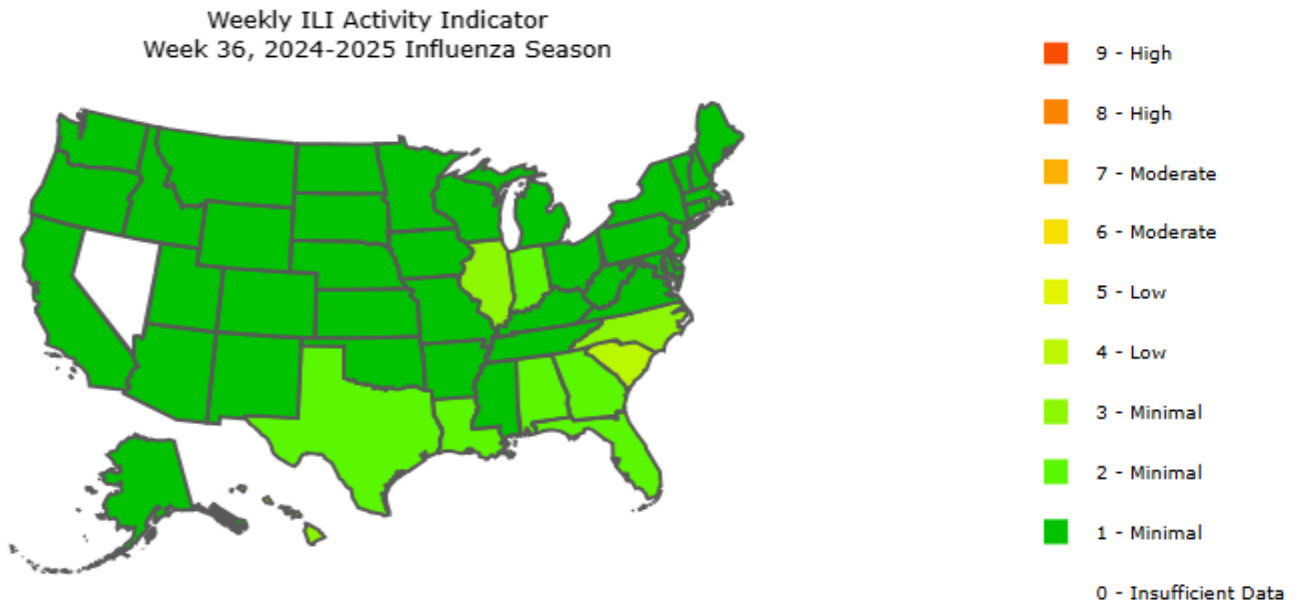 Weekly ILI Activity Indicator
Week 36, 2024-2025 Influenza Season
9 - High
8 - High
7 - Moderate
6 - Moderate
5 - Low
4 - Low
3 - Minimal
2 - Minimal
1 - Minimal
0 - Insufficient Data